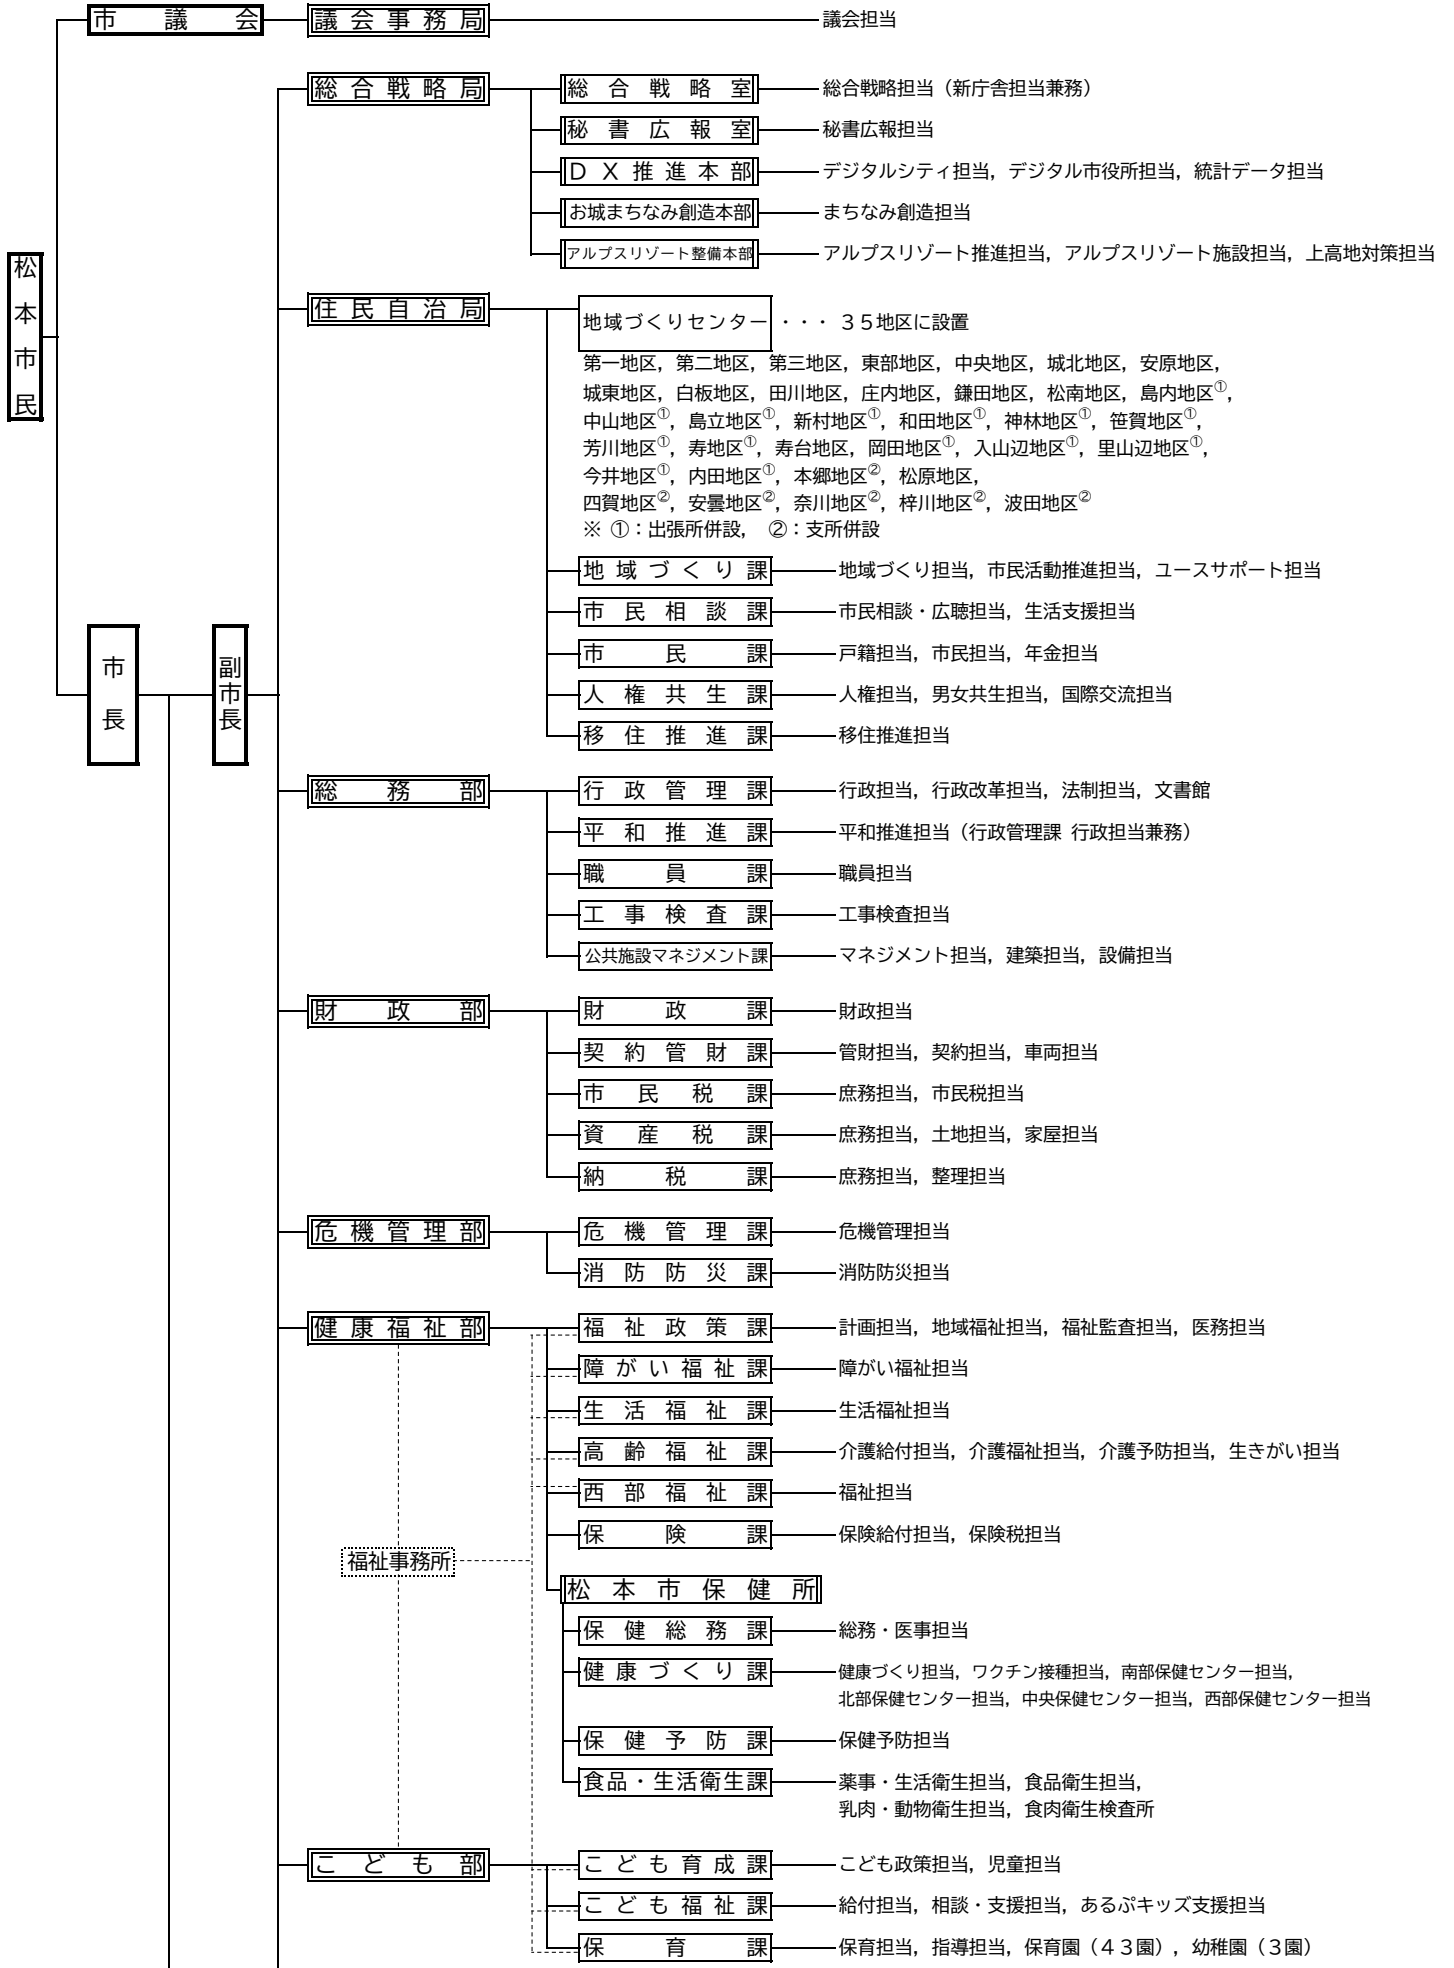 市議会 議会事務局 議会担当
総合戦略局 総合戦略室 総合戦略担当（新庁舎担当兼務）
秘書広報室 秘書広報担当
ＤＸ推進本部 デジタルシティ担当，デジタル市役所担当，統計データ担当
お城まちなみ創造本部 まちなみ創造担当
アルプスリゾート整備本部 アルプスリゾート推進担当，アルプスリゾート施設担当，上高地対策担当
松本市民
住民自治局 地域づくりセンター ・・・ ３５地区に設置
第一地区，第二地区，第三地区，東部地区，中央地区，城北地区，安原地区，
城東地区，白板地区，田川地区，庄内地区，鎌田地区，松南地区，島内地区①，
中山地区①，島立地区①，新村地区①，和田地区①，神林地区①，笹賀地区①，
芳川地区①，寿地区①，寿台地区，岡田地区①，入山辺地区①，里山辺地区①，
今井地区①，内田地区①，本郷地区②，松原地区，
四賀地区②，安曇地区②，奈川地区②，梓川地区②，波田地区②
※ ①：出張所併設， ②：支所併設
地域づくり課 地域づくり担当，市民活動推進担当，ユースサポート担当
市民相談課 市民相談・広聴担当，生活支援担当
市民課 戸籍担当，市民担当，年金担当
市長 副市長
人権共生課 人権担当，男女共生担当，国際交流担当
移住推進課 移住推進担当
総務部 行政管理課 行政担当，行政改革担当，法制担当，文書館
平和推進課 平和推進担当（行政管理課 行政担当兼務）
職員課 職員担当
工事検査課 工事検査担当
公共施設マネジメント課 マネジメント担当，建築担当，設備担当
財政部 財政課 財政担当
契約管財課 管財担当，契約担当，車両担当
市民税課 庶務担当，市民税担当
資産税課 庶務担当，土地担当，家屋担当
納税課 庶務担当，整理担当
危機管理部 危機管理課 危機管理担当
消防防災課 消防防災担当
健康福祉部 福祉政策課 計画担当，地域福祉担当，福祉監査担当，医務担当
障がい福祉課 障がい福祉担当
生活福祉課 生活福祉担当
高齢福祉課 介護給付担当，介護福祉担当，介護予防担当，生きがい担当
西部福祉課 福祉担当
保険課 保険給付担当，保険税担当
福祉事務所
松本市保健所
保健総務課 総務・医事担当
健康づくり課 健康づくり担当，ワクチン接種担当，南部保健センター担当，
北部保健センター担当，中央保健センター担当，西部保健センター担当
保健予防課 保健予防担当
食品・生活衛生課 薬事・生活衛生担当，食品衛生担当，
乳肉・動物衛生担当，食肉衛生検査所
こども部 こども育成課 こども政策担当，児童担当
こども福祉課 給付担当，相談・支援担当，あるぷキッズ支援担当
保育課 保育担当，指導担当，保育園（４３園），幼稚園（３園）